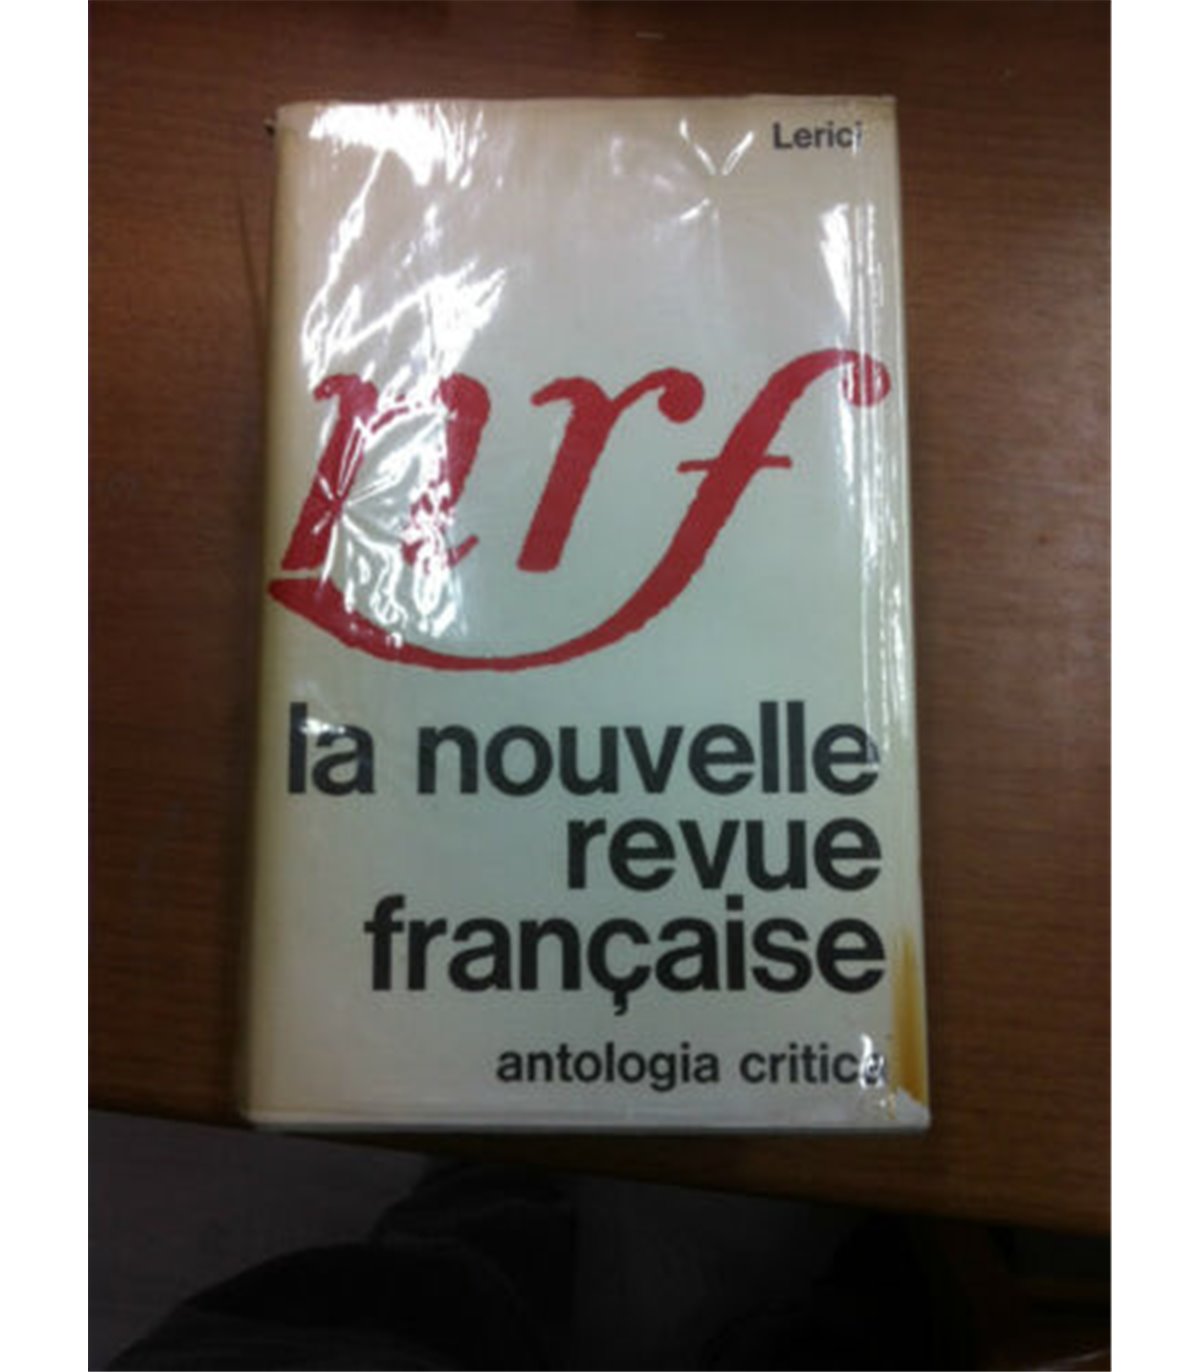 Lerici
nrf
la nouvelle
revue
française
antologia critica